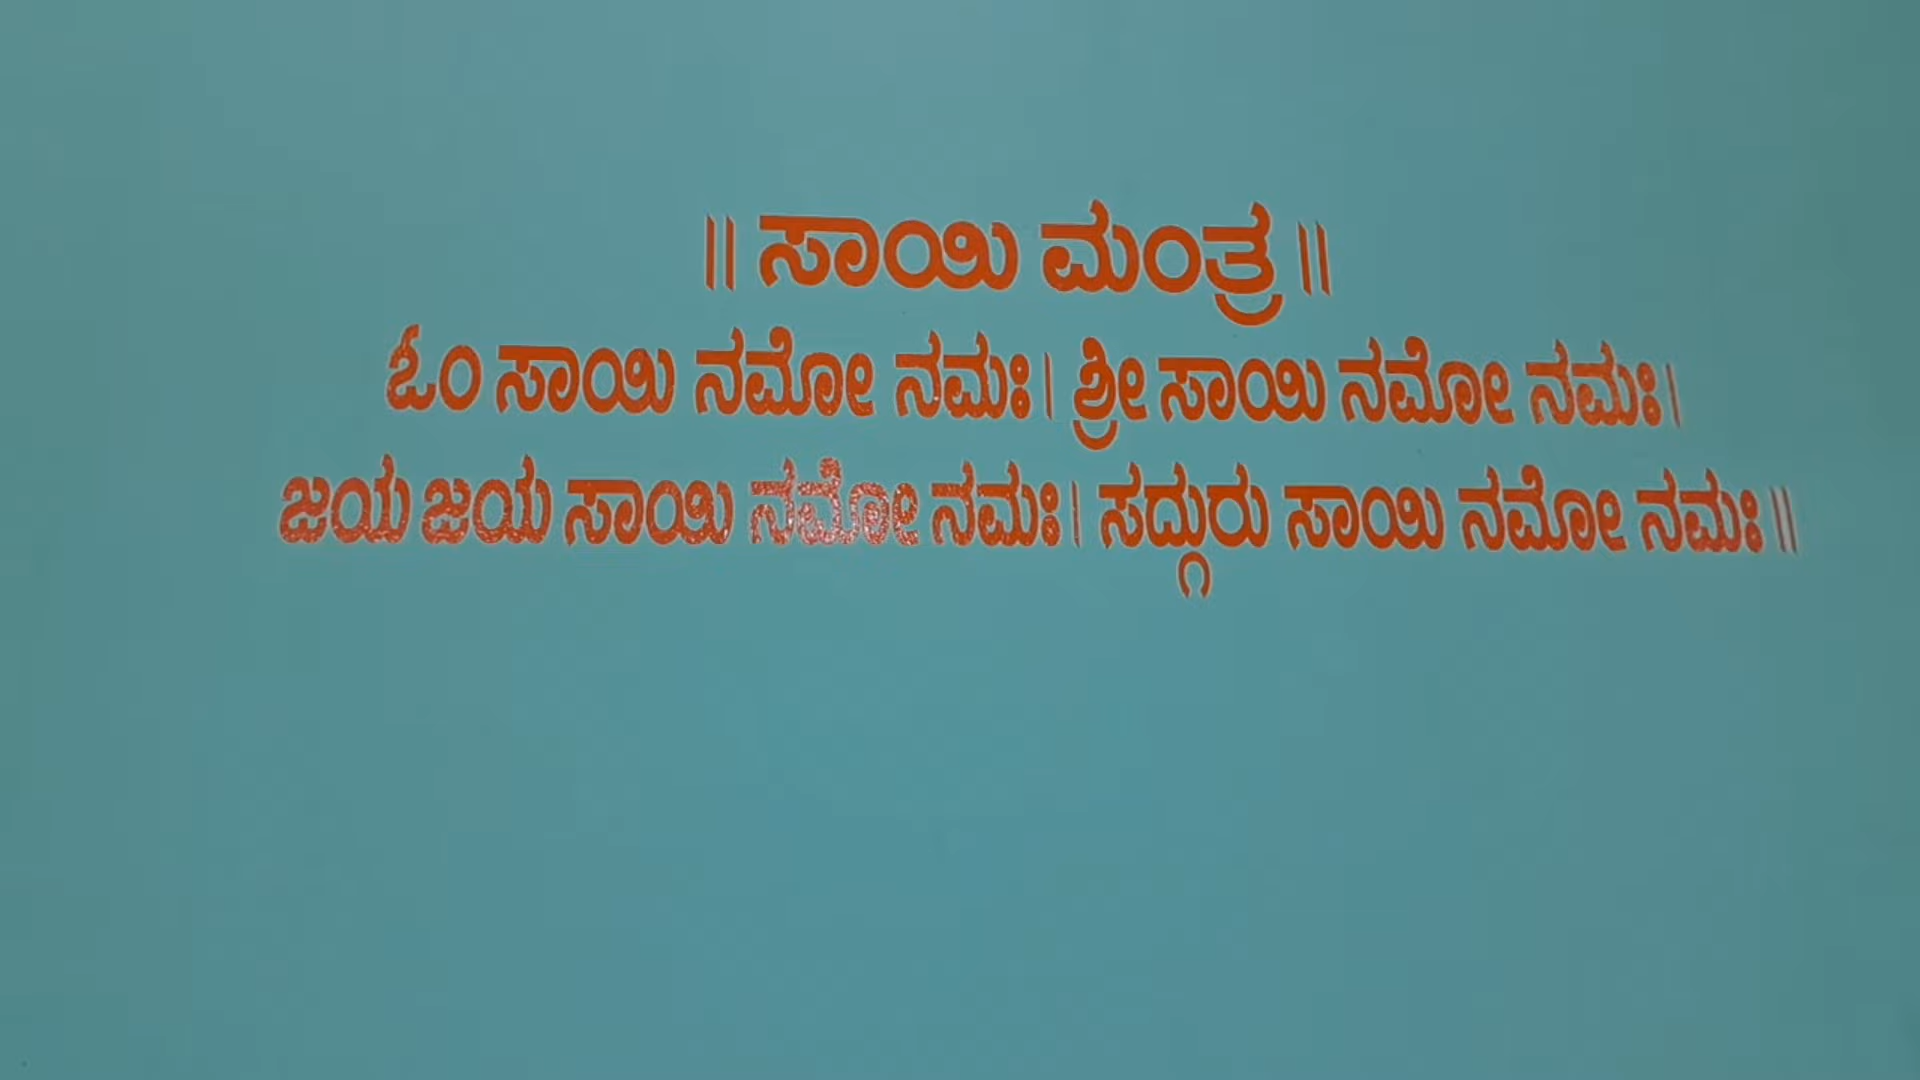 ॥ ಸಾಯಿ ಮಂತ್ರ ॥
ಓಂ ಸಾಯಿ ನಮೋ ನಮಃ। ಶ್ರೀ ಸಾಯಿ ನಮೋ ನಮಃ।
ಜಯ ಜಯ ಸಾಯಿ ನಮೋ ನಮಃ। ಸದ್ಗುರು ಸಾಯಿ ನಮೋ ನಮಃ॥